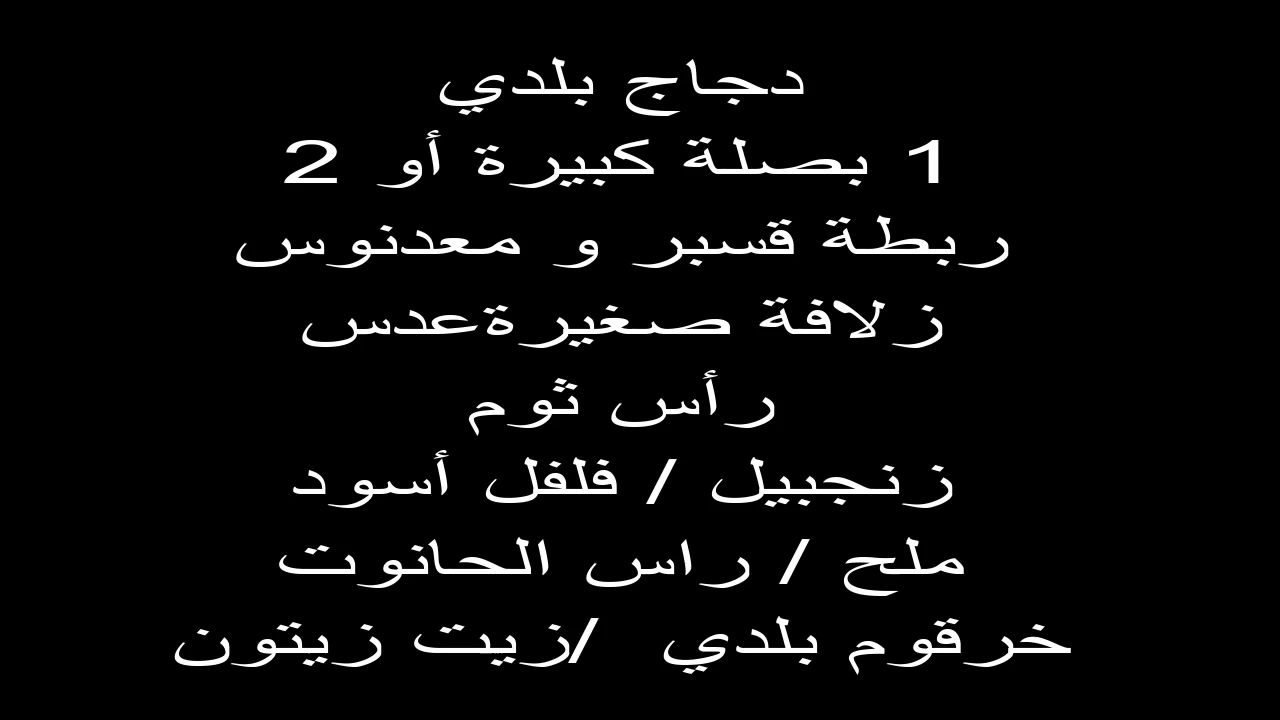 دجاج بلدي
1 بصلة كبيرة أو 2
ربطة قسبر و معدنوس
زلافة صغيرةعدس
رأس ثوم
زنجبيل / فلفل أسود
ملح / راس الحانوت
خرقوم بلدي /زيت زيتون